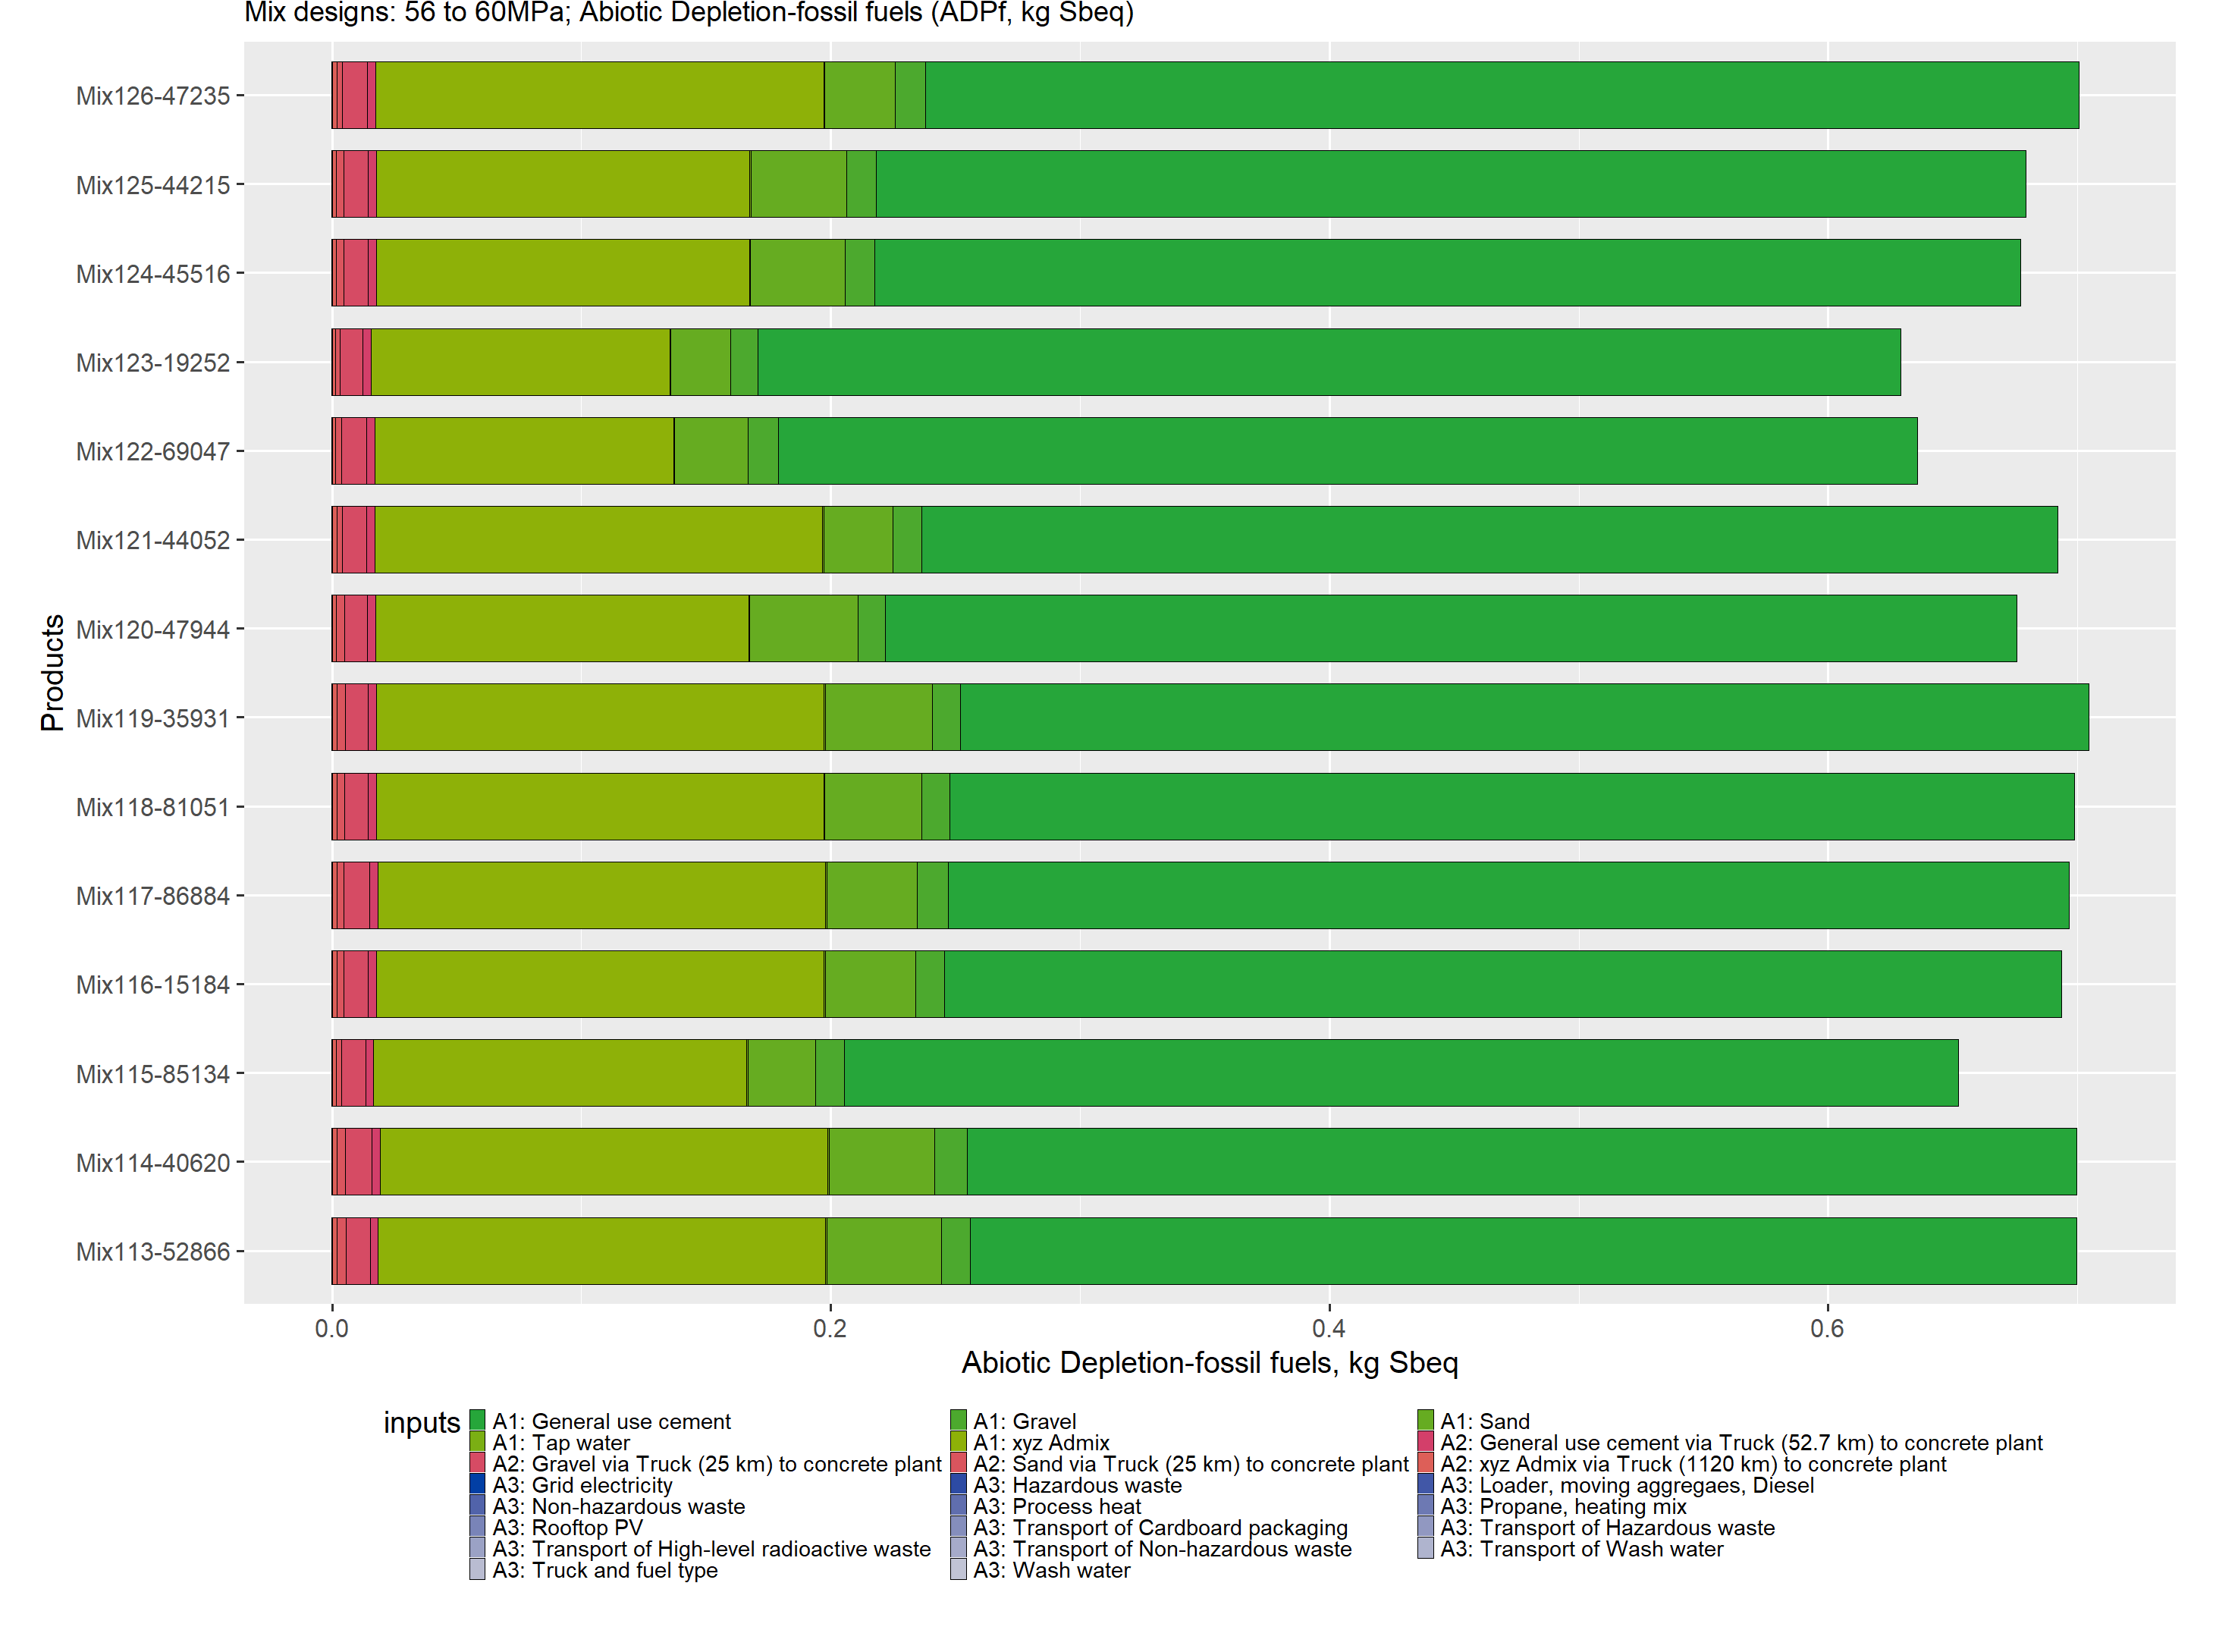 Mix designs: 56 to 60MPa; Abiotic Depletion-fossil fuels (ADPf, kg Sbeq)
Mix126-47235
Mix125-44215
Mix124-45516
Mix123-19252
Mix122-69047
Mix121-44052
Mix120-47944
Mix119-35931
Mix118-81051
Mix117-86884
Mix116-15184
Mix115-85134
Mix114-40620
Mix113-52866
Products
0.0 0.2 0.4 0.6
Abiotic Depletion-fossil fuels, kg Sbeq
inputs
A1: General use cement A1: Gravel A1: Sand
A1: Tap water A1: xyz Admix A2: General use cement via Truck (52.7 km) to concrete plant
A2: Gravel via Truck (25 km) to concrete plant A2: Sand via Truck (25 km) to concrete plant A2: xyz Admix via Truck (1120 km) to concrete plant
A3: Grid electricity A3: Hazardous waste A3: Loader, moving aggregaes, Diesel
A3: Non-hazardous waste A3: Process heat A3: Propane, heating mix
A3: Rooftop PV A3: Transport of Cardboard packaging A3: Transport of Hazardous waste
A3: Transport of High-level radioactive waste A3: Transport of Non-hazardous waste A3: Transport of Wash water
A3: Truck and fuel type A3: Wash water